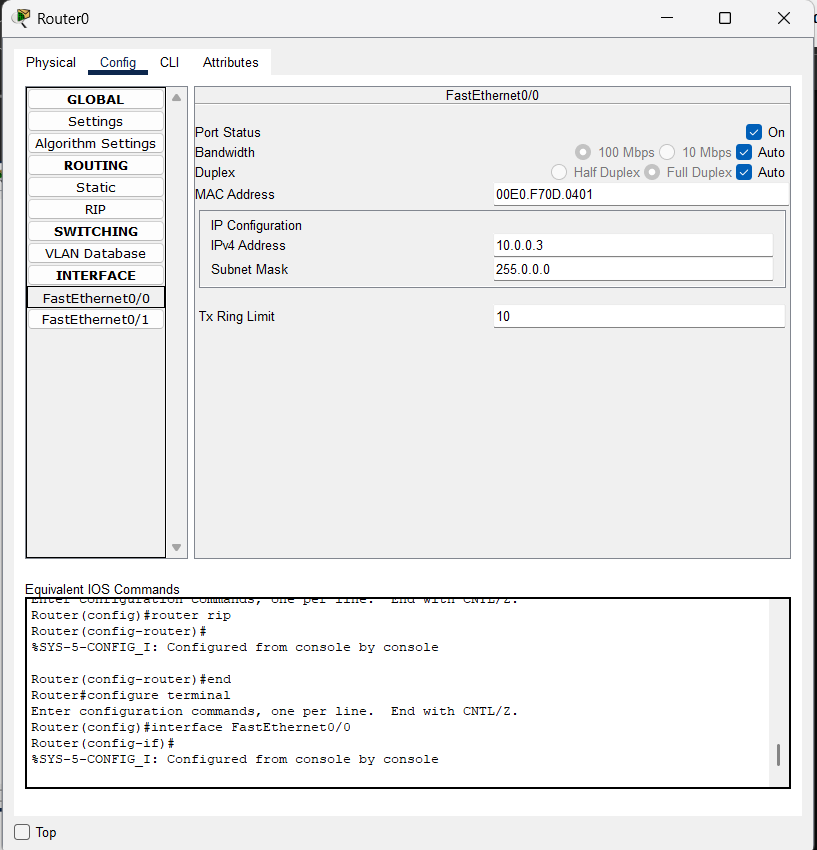 Router0
Physical Config CLI Attributes
GLOBAL
Settings
Algorithm Settings
ROUTING
Static
RIP
SWITCHING
VLAN Database
INTERFACE
FastEthernet0/0
FastEthernet0/1
FastEthernet0/0
Port Status On
Bandwidth 100 Mbps 10 Mbps Auto
Duplex Half Duplex Full Duplex Auto
MAC Address 00E0.F70D.0401
IP Configuration
IPv4 Address 10.0.0.3
Subnet Mask 255.0.0.0
Tx Ring Limit 10
Equivalent IOS Commands
Enter configuration commands, one per line. End with CNTL/Z.
Router(config)#router rip
Router(config-router)#
%SYS-5-CONFIG_I: Configured from console by console
Router(config-router)#end
Router#configure terminal
Enter configuration commands, one per line. End with CNTL/Z.
Router(config)#interface FastEthernet0/0
Router(config-if)#
%SYS-5-CONFIG_I: Configured from console by console
Top